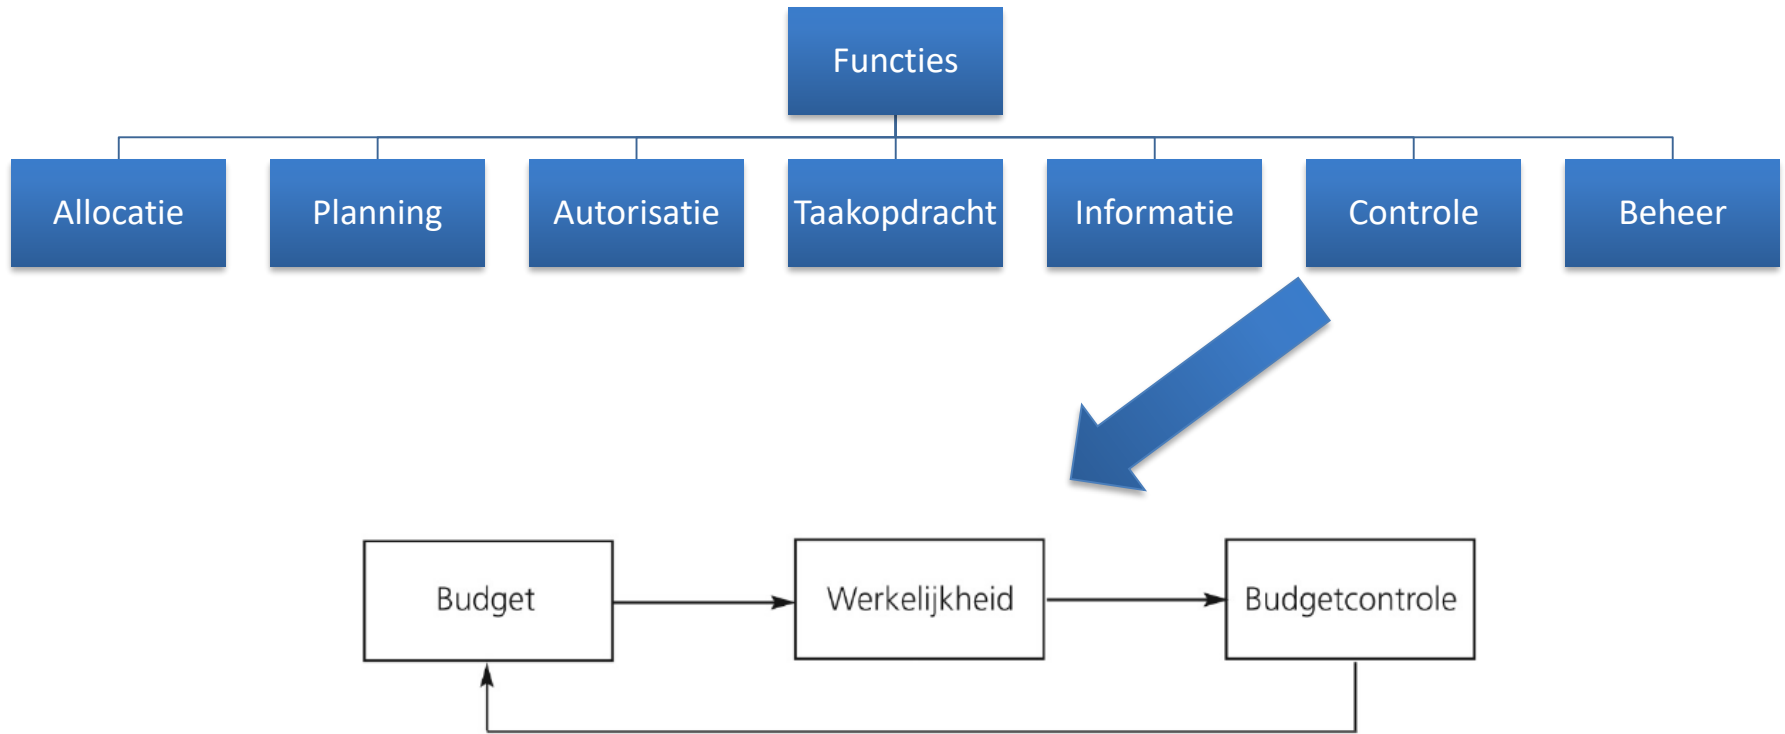 Functies
Allocatie
Planning
Autorisatie
Taakopdracht
Informatie
Controle
Beheer
Budget
Werkelijkheid
Budgetcontrole